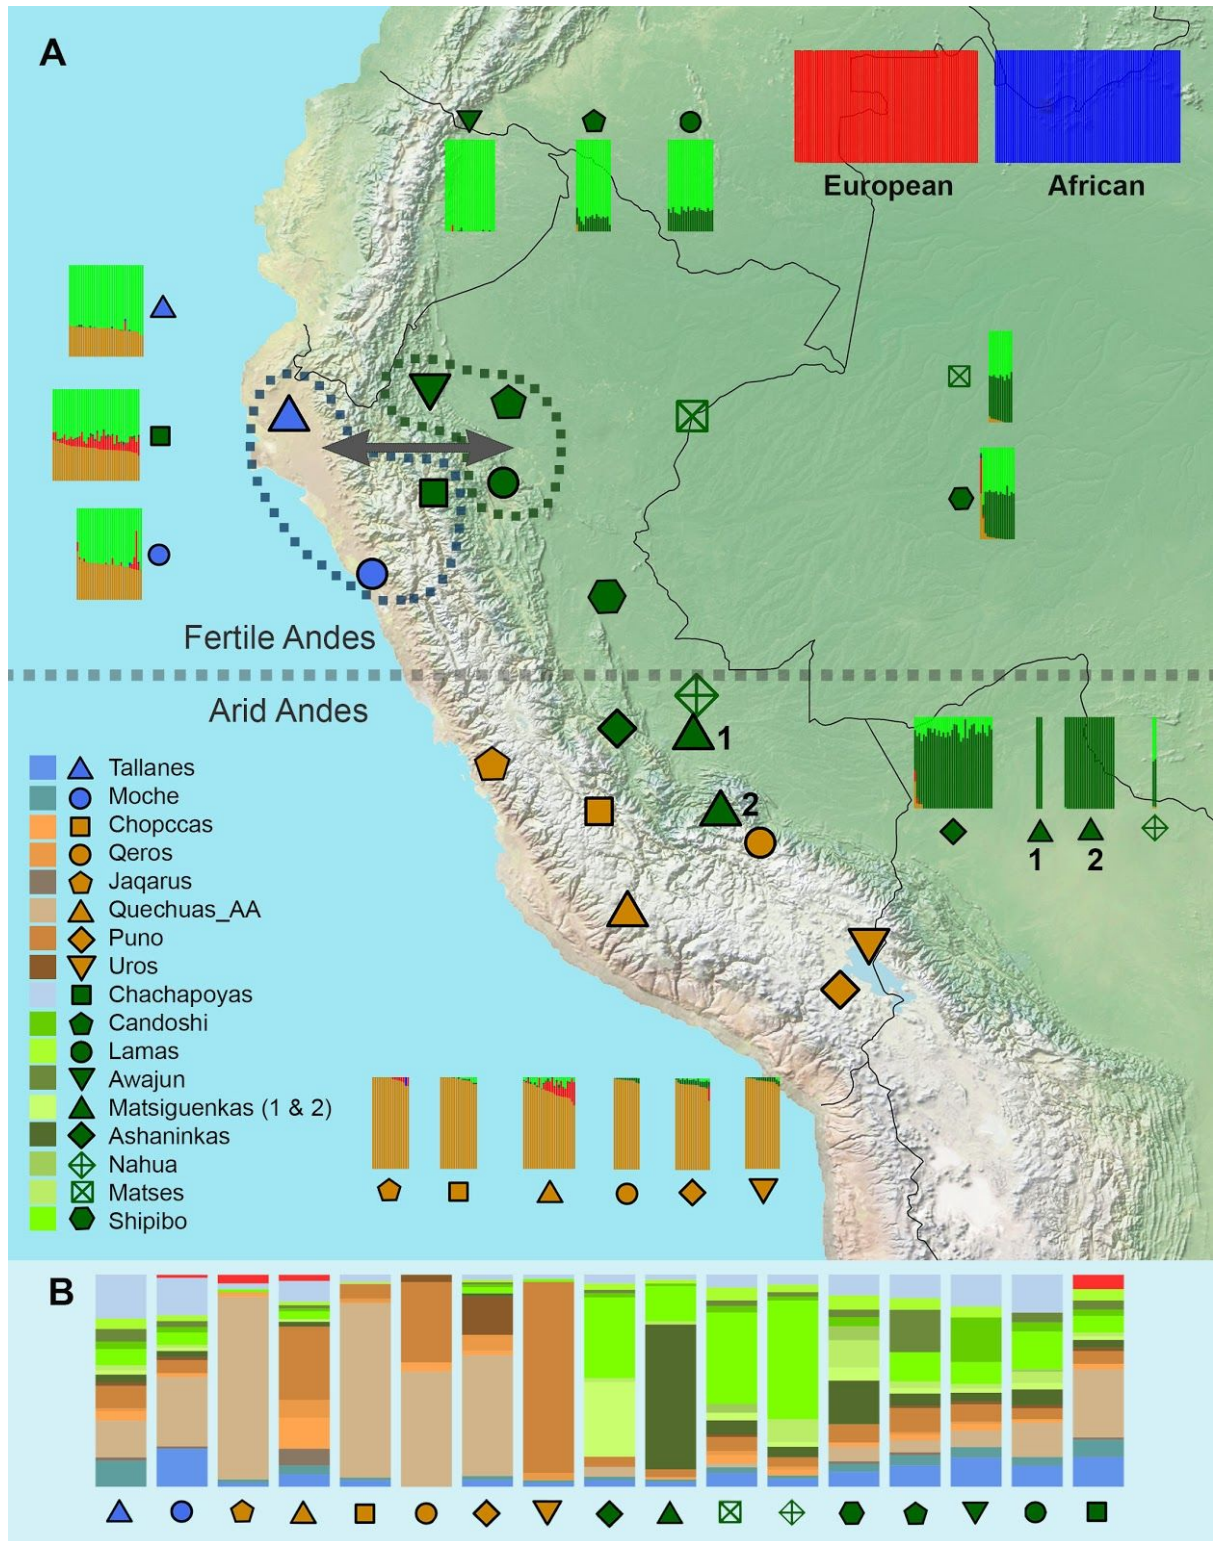 A
European
African
Fertile Andes
Arid Andes
1
2
1
2
Tallanes
Moche
Chopccas
Qeros
Jaqarus
Quechuas_AA
Puno
Uros
Chachapoyas
Candoshi
Lamas
Awajun
Matsiguenkas (1 & 2)
Ashaninkas
Nahua
Matses
Shipibo
B